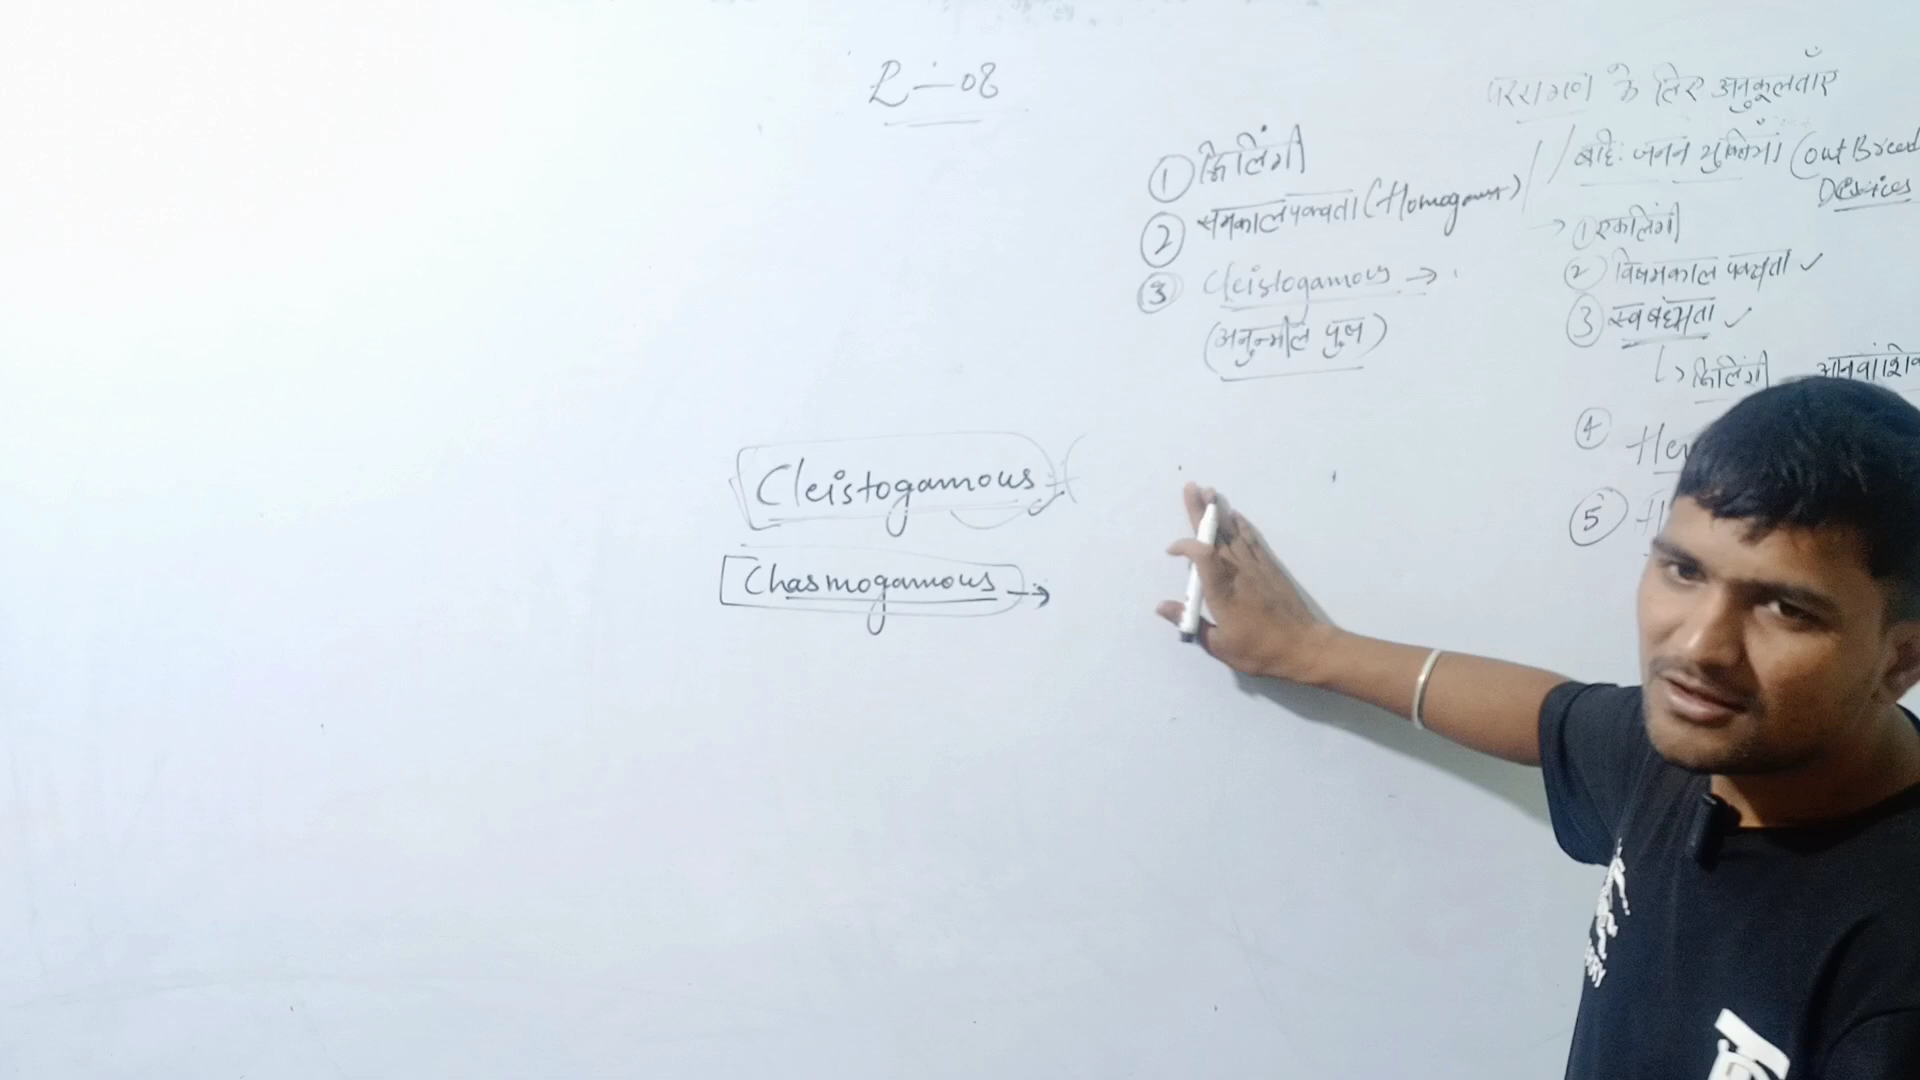 L-08
① द्विलिंगी
② समकालपक्वता (Homogamy)
③ Cleistogamous →
(अनुन्मील पुष्प)
Cleistogamous
Chasmogamous →
परागण के लिए अनुकूलताएँ
बहि: जनन युक्तियाँ (out Breed
Devices
→ ① एकलिंगी
② विषमकाल पक्वता ✓
③ स्वबंध्यता ✓
↳ द्विलिंगी
④ He
⑤ H